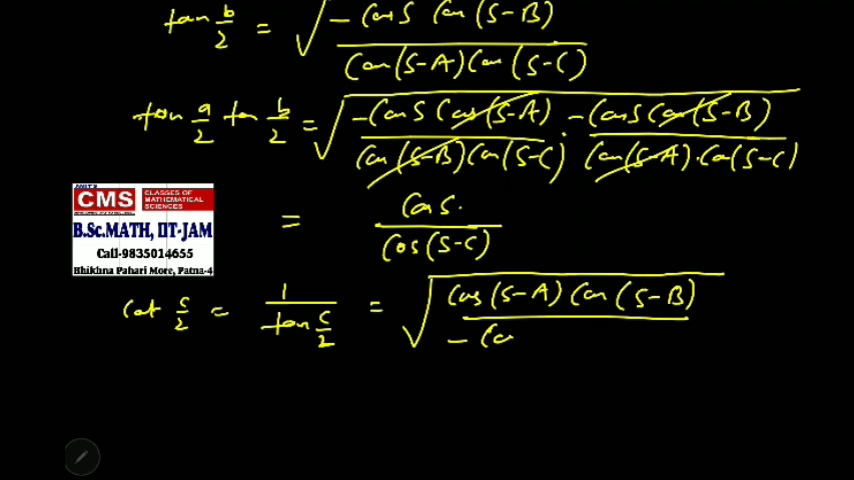 tan b/2 = √(-Cos S Cos (S-B) / Cos(S-A) Cos (S-C))
tan a/2 tan b/2 = √(-Cos S Cos(S-A) / Cos(S-B) Cos(S-C) . -Cos S Cos(S-B) / Cos(S-A) . Cos(S-C))
= Cos S. / Cos(S-C)
CMS CLASSES OF MATHEMATICAL SCIENCES
B.Sc.MATH, IIT-JAM
Call-9835014655
Bhikhna Pahari More, Patna-4
Cot c/2 = 1 / tan c/2 = √(Cos(S-A) Cos (S-B) / - Co